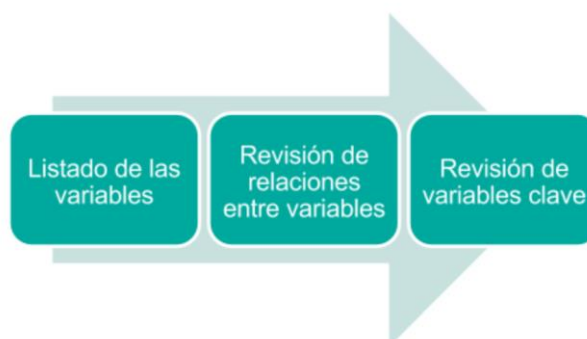 Listado de las
variables
Revisión de
relaciones
entre variables
Revisión de
variables clave